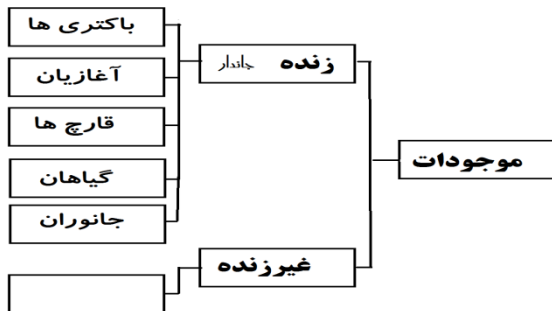 موجودات
زنده جاندار
باکتری ها
آغازیان
قارچ ها
گیاهان
جانوران
غیرزنده